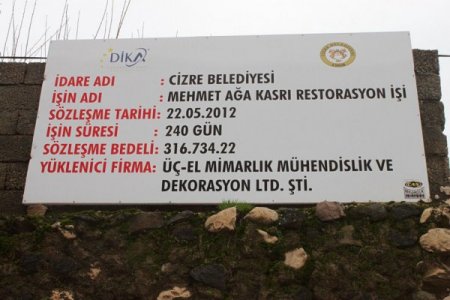 DİKA
İDARE ADI : CİZRE BELEDİYESİ
İŞİN ADI : MEHMET AĞA KASRI RESTORASYON İŞİ
SÖZLEŞME TARİHİ: 22.05.2012
İŞİN SÜRESİ : 240 GÜN
SÖZLEŞME BEDELİ: 316.734.22
YÜKLENİCİ FİRMA: ÜÇ-EL MİMARLIK MÜHENDİSLİK VE
DEKORASYON LTD. ŞTİ.